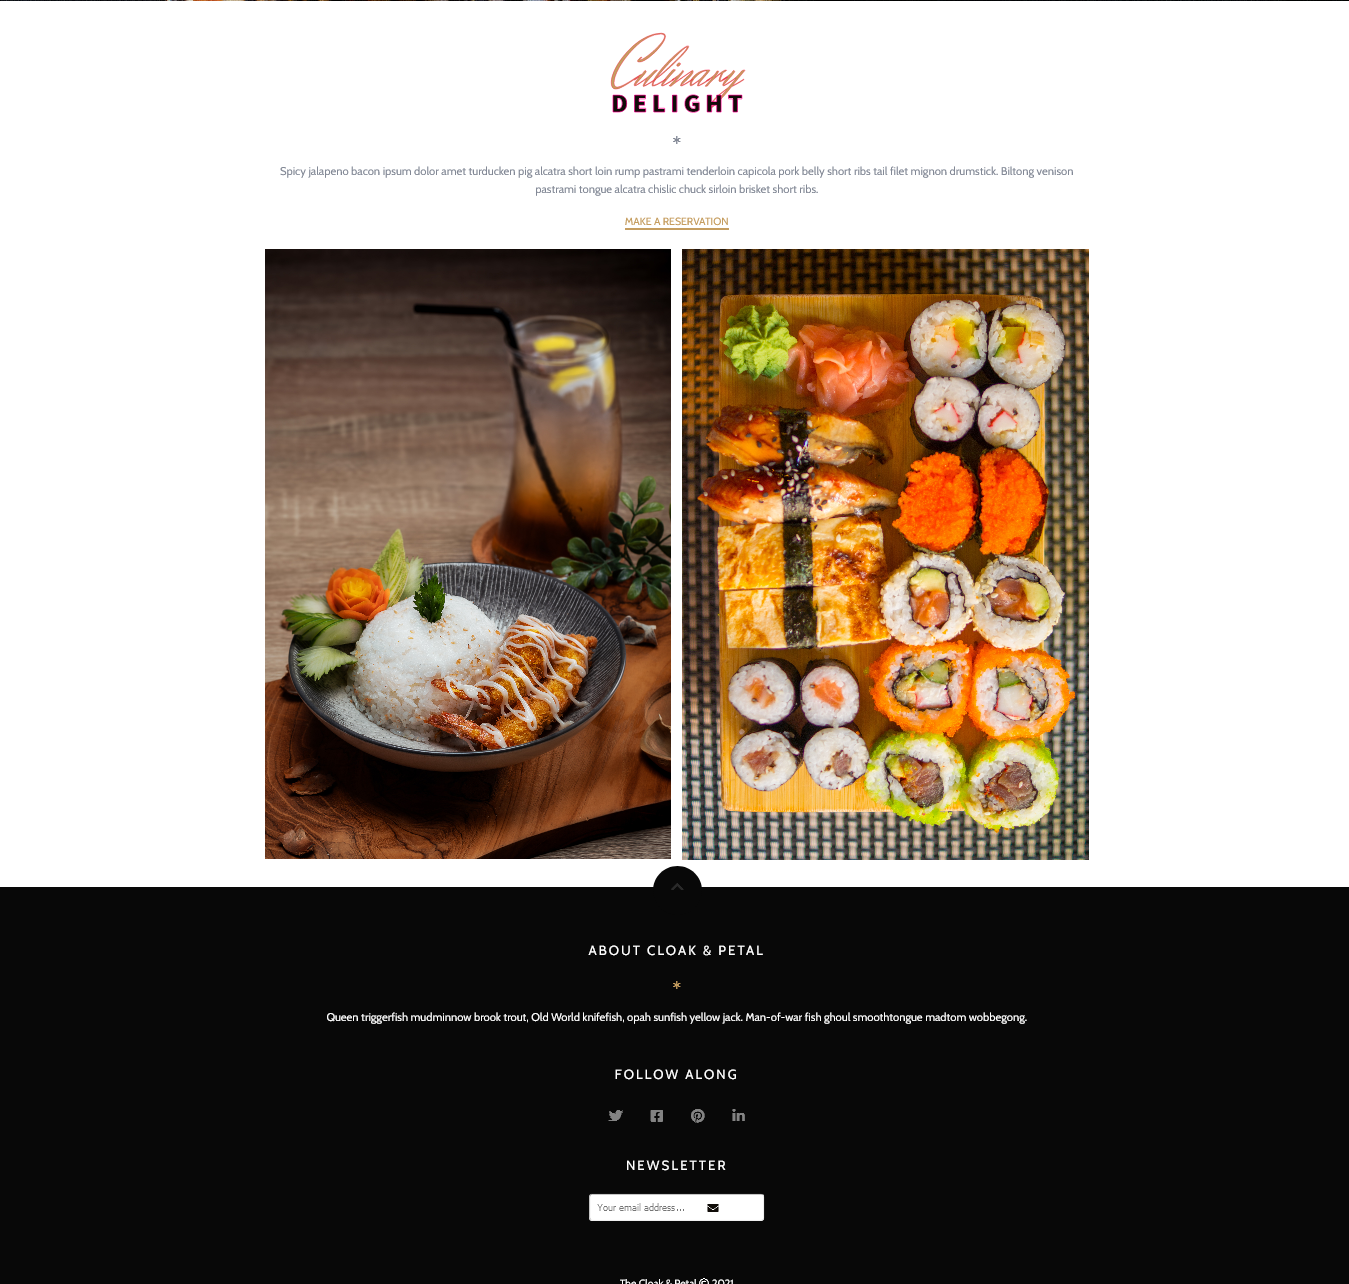 Culinary
DELIGHT
*
Spicy jalapeno bacon ipsum dolor amet turducken pig alcatra short loin rump pastrami tenderloin capicola pork belly short ribs tail filet mignon drumstick. Biltong venison
pastrami tongue alcatra chislic chuck sirloin brisket short ribs.
MAKE A RESERVATION
ABOUT CLOAK & PETAL
*
Queen triggerfish mudminnow brook trout, Old World knifefish, opah sunfish yellow jack. Man-of-war fish ghoul smoothtongue madtom wobbegong.
FOLLOW ALONG
NEWSLETTER
Your email address...
The Cloak & Petal © 2021